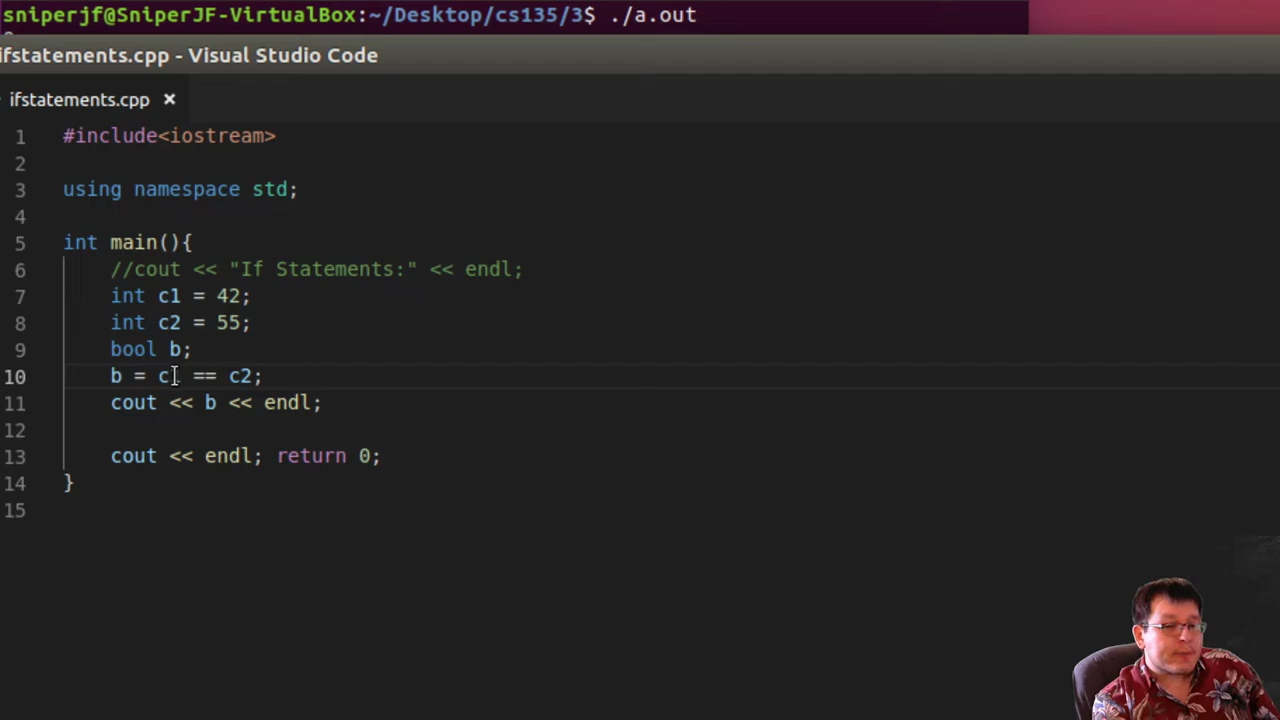 sniperjf@SniperJF-VirtualBox:~/Desktop/cs135/3$ ./a.out
ifstatements.cpp - Visual Studio Code
ifstatements.cpp ×
1 #include<iostream>
2
3 using namespace std;
4
5 int main(){
6 //cout << "If Statements:" << endl;
7 int c1 = 42;
8 int c2 = 55;
9 bool b;
10 b = c1 == c2;
11 cout << b << endl;
12
13 cout << endl; return 0;
14 }
15